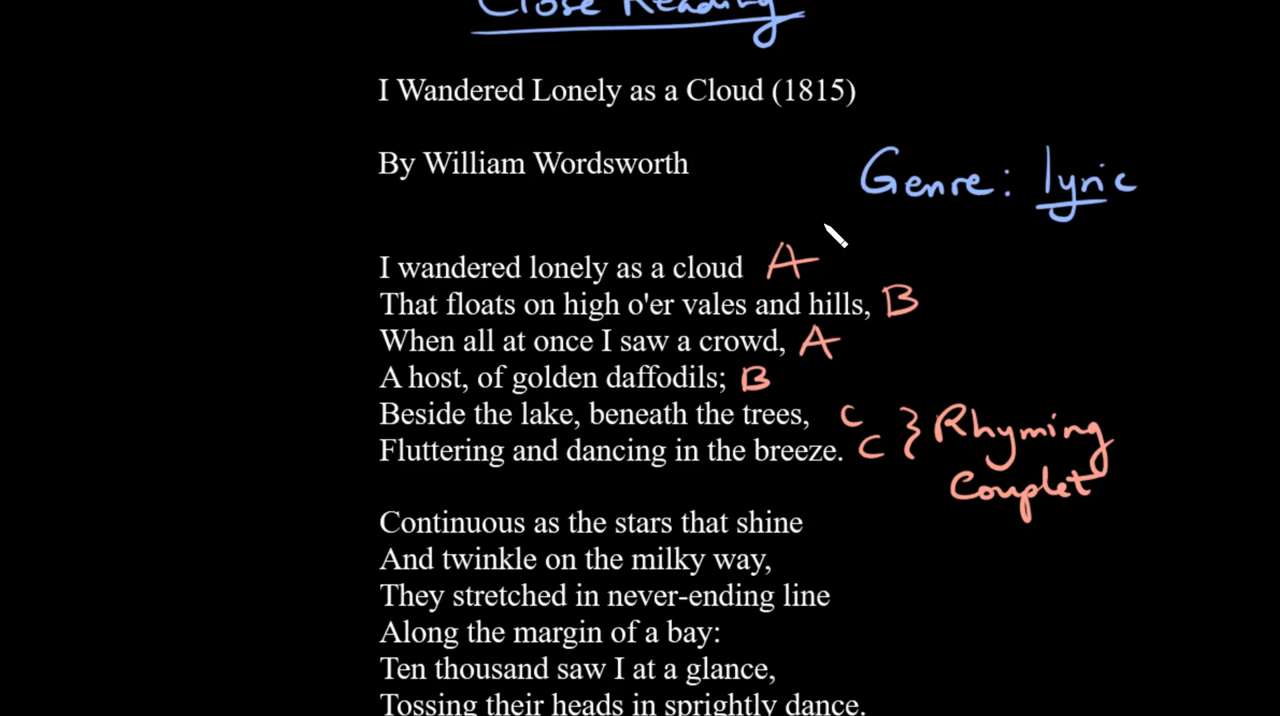 Close Reading
I Wandered Lonely as a Cloud (1815)
By William Wordsworth
Genre: lyric
I wandered lonely as a cloud A
That floats on high o'er vales and hills, B
When all at once I saw a crowd, A
A host, of golden daffodils; B
Beside the lake, beneath the trees, C
Fluttering and dancing in the breeze. C } Rhyming
Couplet
Continuous as the stars that shine
And twinkle on the milky way,
They stretched in never-ending line
Along the margin of a bay:
Ten thousand saw I at a glance,
Tossing their heads in sprightly dance.